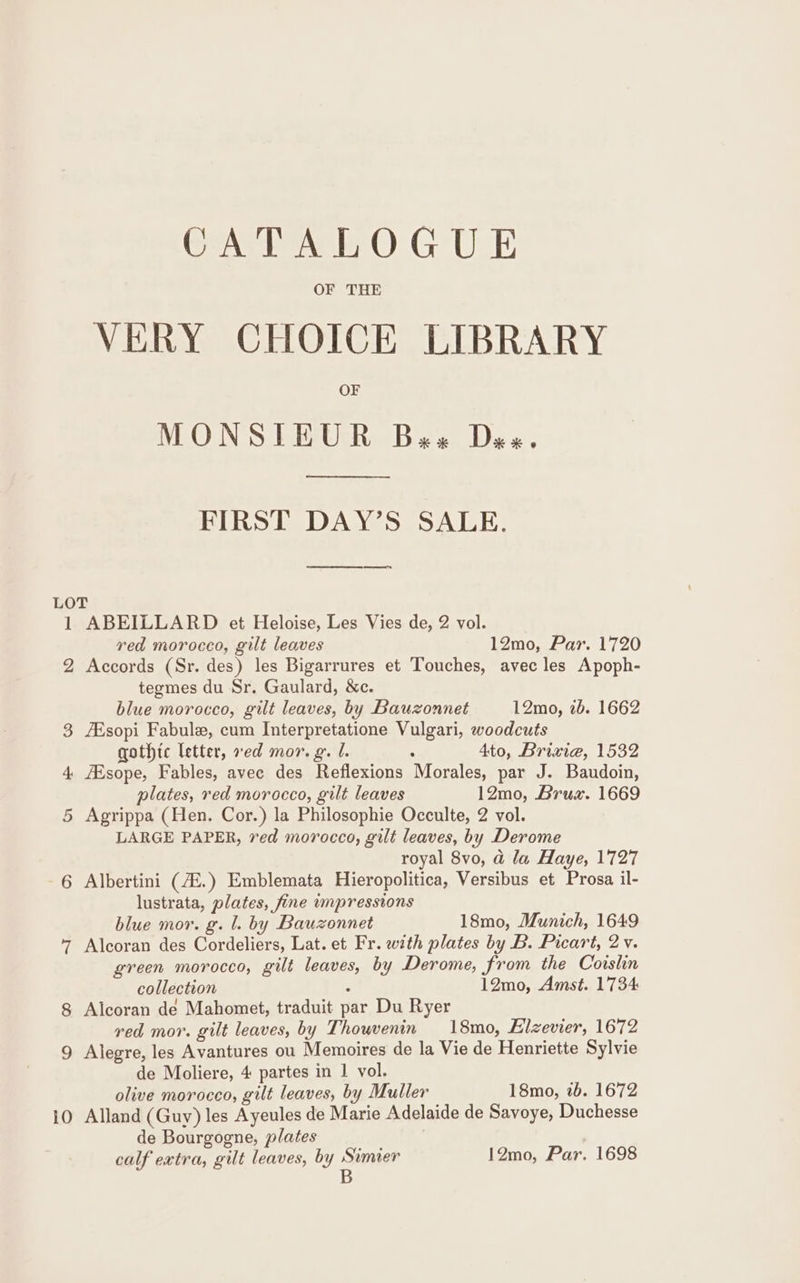 CATALOGUE
OF THE
VERY CHOICE LIBRARY
OF
MONSIEUR B** D**.
FIRST DAY'S SALE.
LOT
1 ABEILLARD et Heloise, Les Vies de, 2 vol.
red morocco, gilt leaves 12mo, Par. 1720
2 Accords (Sr. des) les Bigarrures et Touches, avec les Apoph-
tegmes du Sr. Gaulard, &c.
blue morocco, gilt leaves, by Bauzonnet 12mo, ib. 1662
3 Æsopi Fabulæ, cum Interpretatione Vulgari, woodcuts
gothic letter, red mor. g. l. . 4to, Brixiæ, 1532
4 Æsope, Fables, avec des Reflexions Morales, par J. Baudoin,
plates, red morocco, gilt leaves 12mo, Brux. 1669
5 Agrippa (Hen. Cor.) la Philosophie Occulte, 2 vol.
LARGE PAPER, red morocco, gilt leaves, by Derome
royal 8vo, à la Haye, 1727
6 Albertini (Æ.) Emblemata Hieropolitica, Versibus et Prosa il-
lustrata, plates, fine impressions
blue mor. g. l. by Bauzonnet 18mo, Munich, 1649
7 Alcoran des Cordeliers, Lat. et Fr. with plates by B. Picart, 2 v.
green morocco, gilt leaves, by Derome, from the Coislin
collection . 12mo, Amst. 1734
8 Alcoran de Mahomet, traduit par Du Ryer
red mor. gilt leaves, by Thouvenin 18mo, Elzevier, 1672
9 Alegre, les Avantures ou Memoires de la Vie de Henriette Sylvie
de Moliere, 4 partes in 1 vol.
olive morocco, gilt leaves, by Muller 18mo, ib. 1672
10 Alland (Guy) les Ayeules de Marie Adelaide de Savoye, Duchesse
de Bourgogne, plates
calf extra, gilt leaves, by Simier 12mo, Par. 1698
B